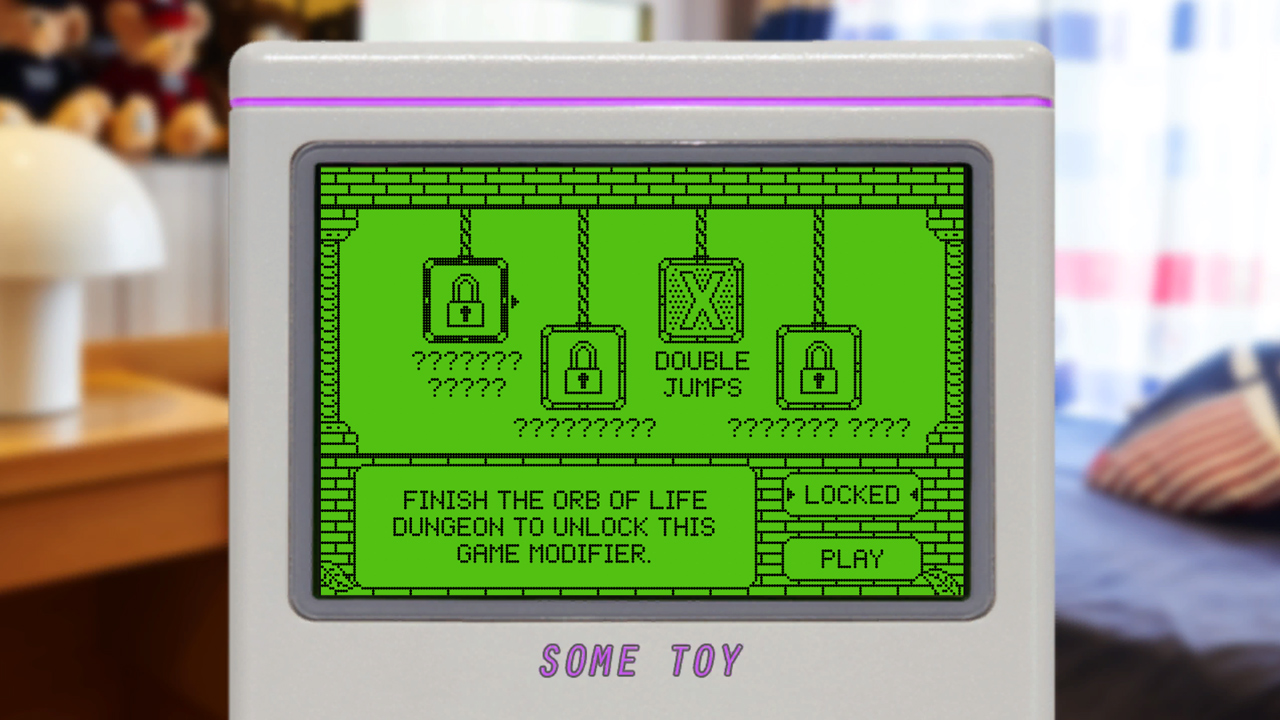 ???????
?????
?????????
DOUBLE
JUMPS
??????? ????
FINISH THE ORB OF LIFE
DUNGEON TO UNLOCK THIS
GAME MODIFIER.
LOCKED
PLAY
SOME TOY